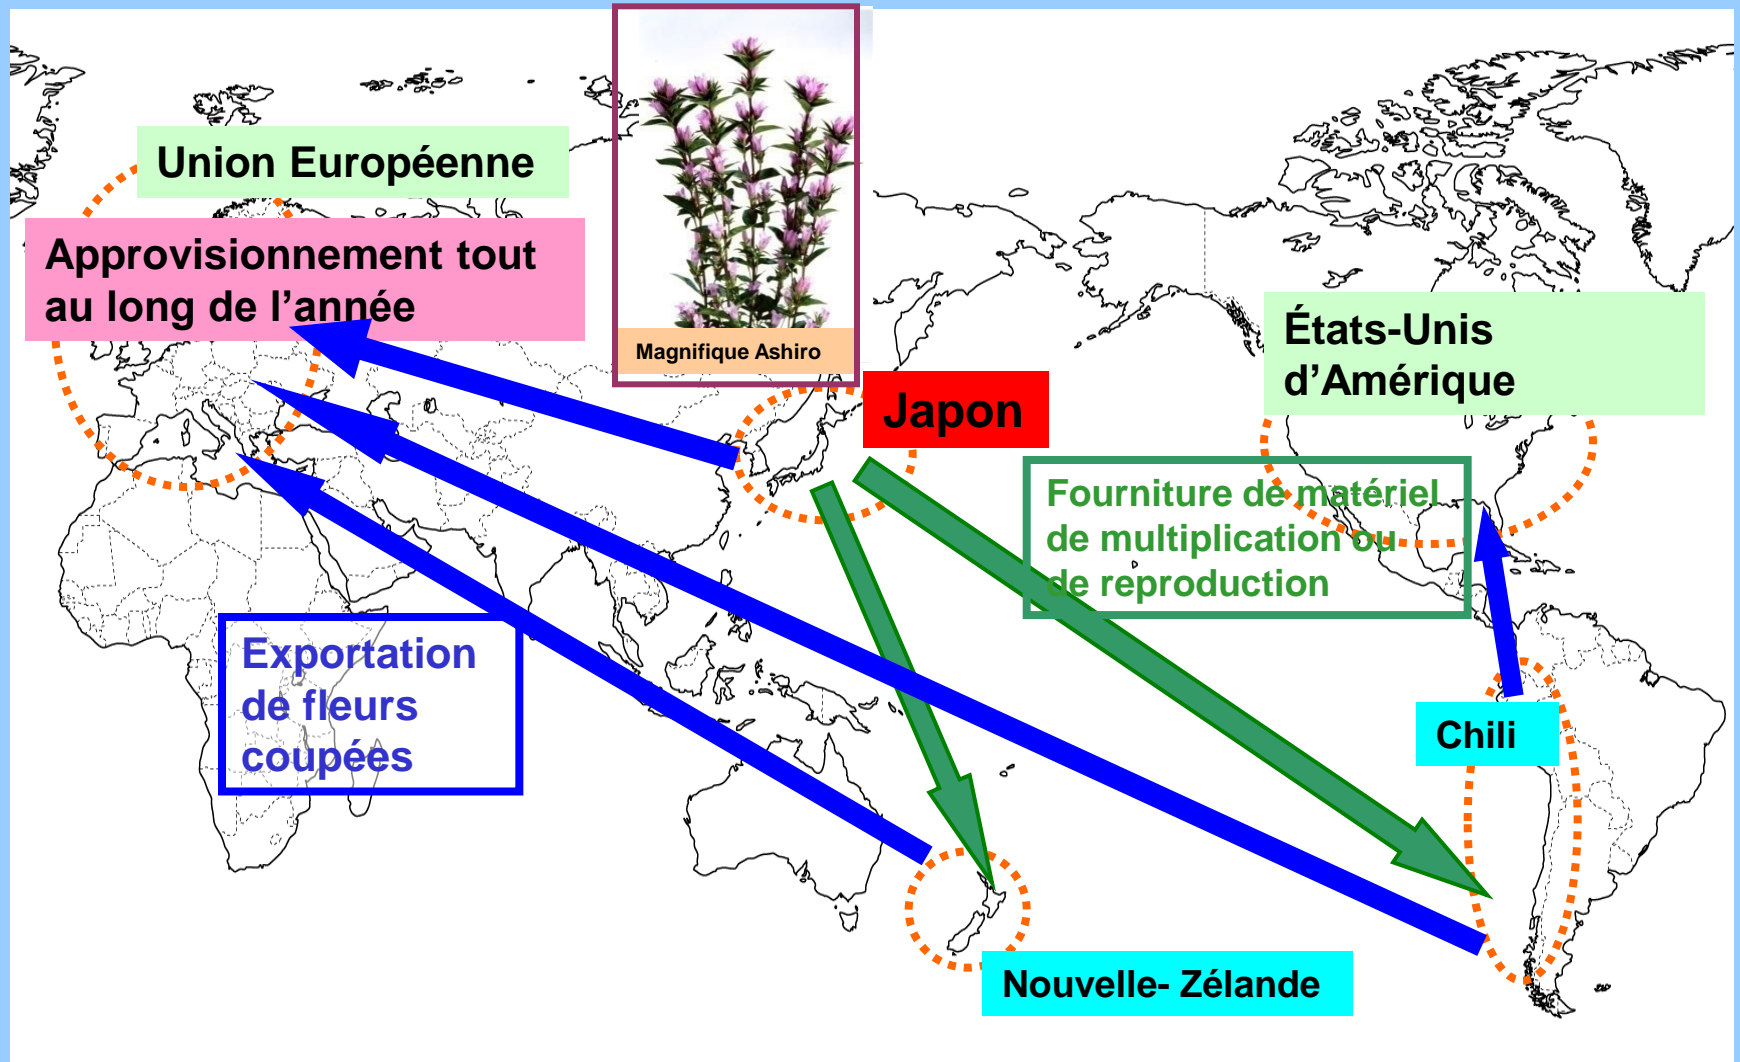 Union Européenne
Approvisionnement tout
au long de l’année
Magnifique Ashiro
Japon
États-Unis
d’Amérique
Fourniture de matériel
de multiplication ou
de reproduction
Exportation
de fleurs
coupées
Chili
Nouvelle- Zélande